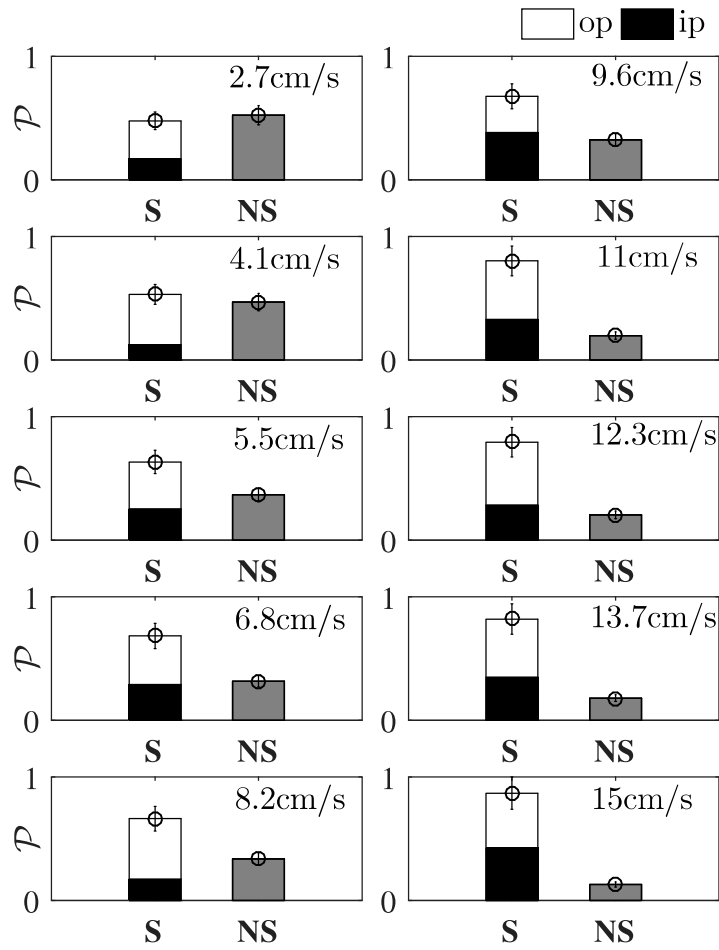 op ip
1
2.7cm/s
𝒫
0
S NS
1
9.6cm/s
0
S NS
1
4.1cm/s
𝒫
0
S NS
1
11cm/s
0
S NS
1
5.5cm/s
𝒫
0
S NS
1
12.3cm/s
0
S NS
1
6.8cm/s
𝒫
0
S NS
1
13.7cm/s
0
S NS
1
8.2cm/s
𝒫
0
S NS
1
15cm/s
0
S NS